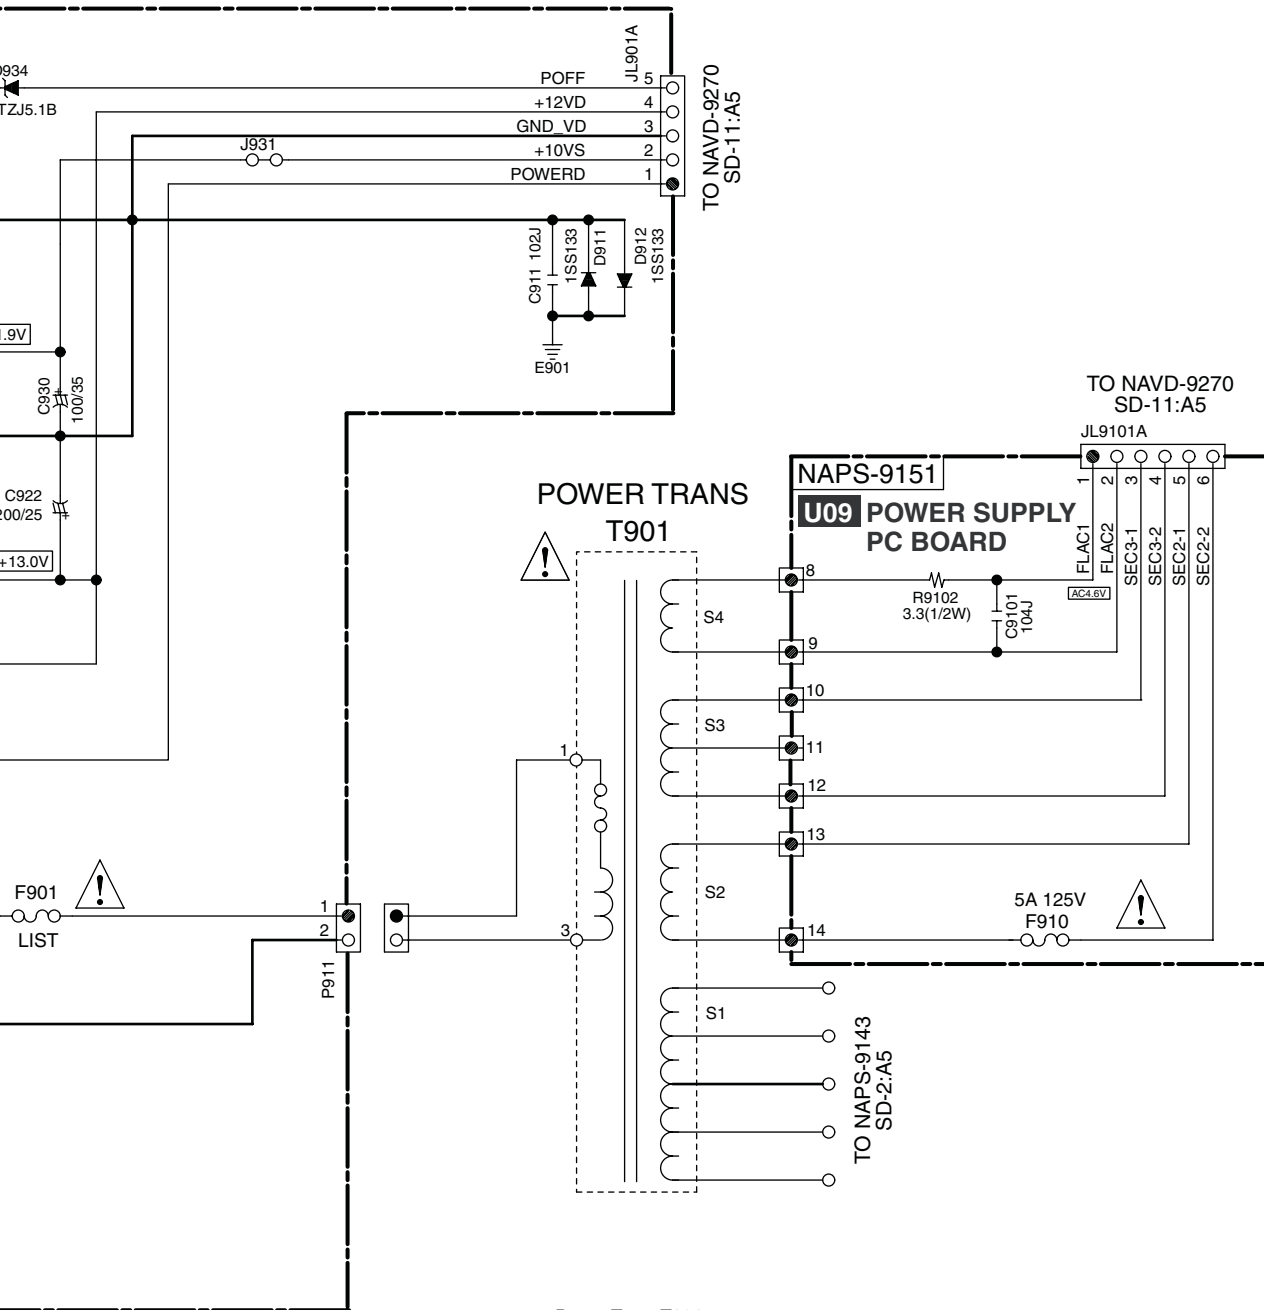 JL901A
POFF 5
+12VD 4
GND_VD 3
J931
+10VS 2
POWERD 1
TO NAVD-9270
SD-11:A5
TZJ5.1B
C911 102J
1SS133
D911
D912
1SS133
E901
C930
100/35
C922
+13.0V
TO NAVD-9270
SD-11:A5
JL9101A
NAPS-9151
U09 POWER SUPPLY
PC BOARD
1 2 3 4 5 6
FLAC1
FLAC2
SEC3-1
SEC3-2
SEC2-1
SEC2-2
AC4.6V
POWER TRANS
T901
!
8
R9102
3.3(1/2W)
C9101
104J
S4
9
10
S3
11
1
12
13
S2
5A 125V
F910
!
14
3
F901
LIST
!
1
2
P911
S1
TO NAPS-9143
SD-2:A5